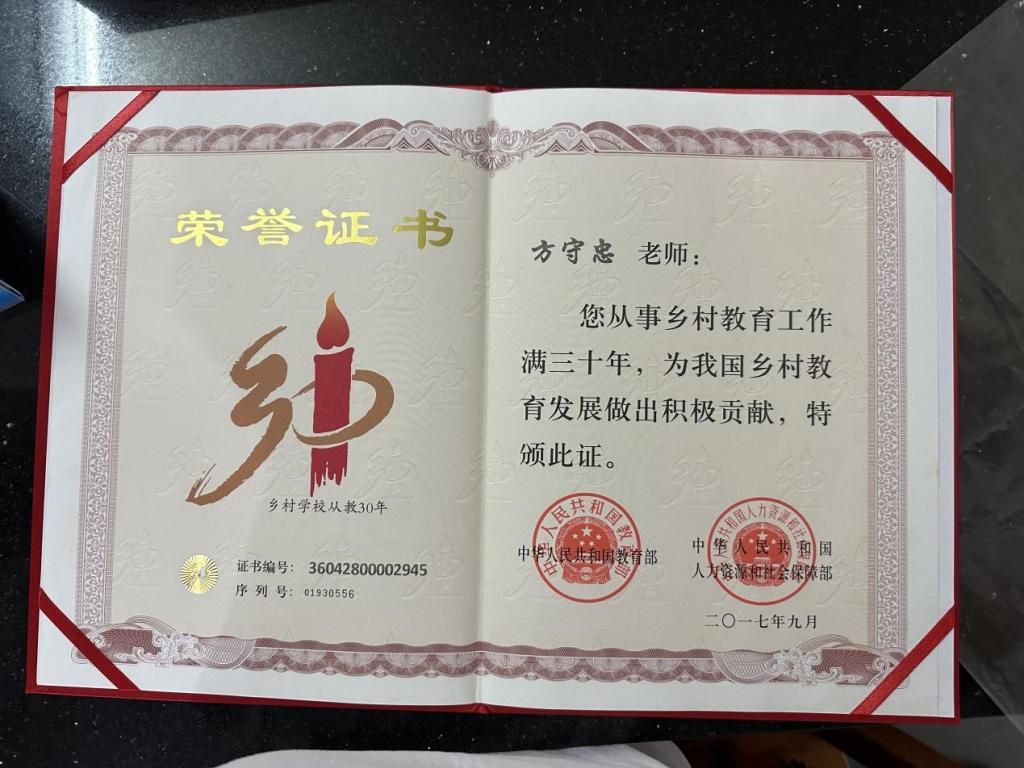 荣誉证书
乡村学校从教30年
证书编号： 36042800002945
序 列 号： 01930556
方守忠 老师：
您从事乡村教育工作
满三十年，为我国乡村教
育发展做出积极贡献，特
颁此证。
中华人民共和国教育部
中华人民共和国
人力资源和社会保障部
二〇一七年九月